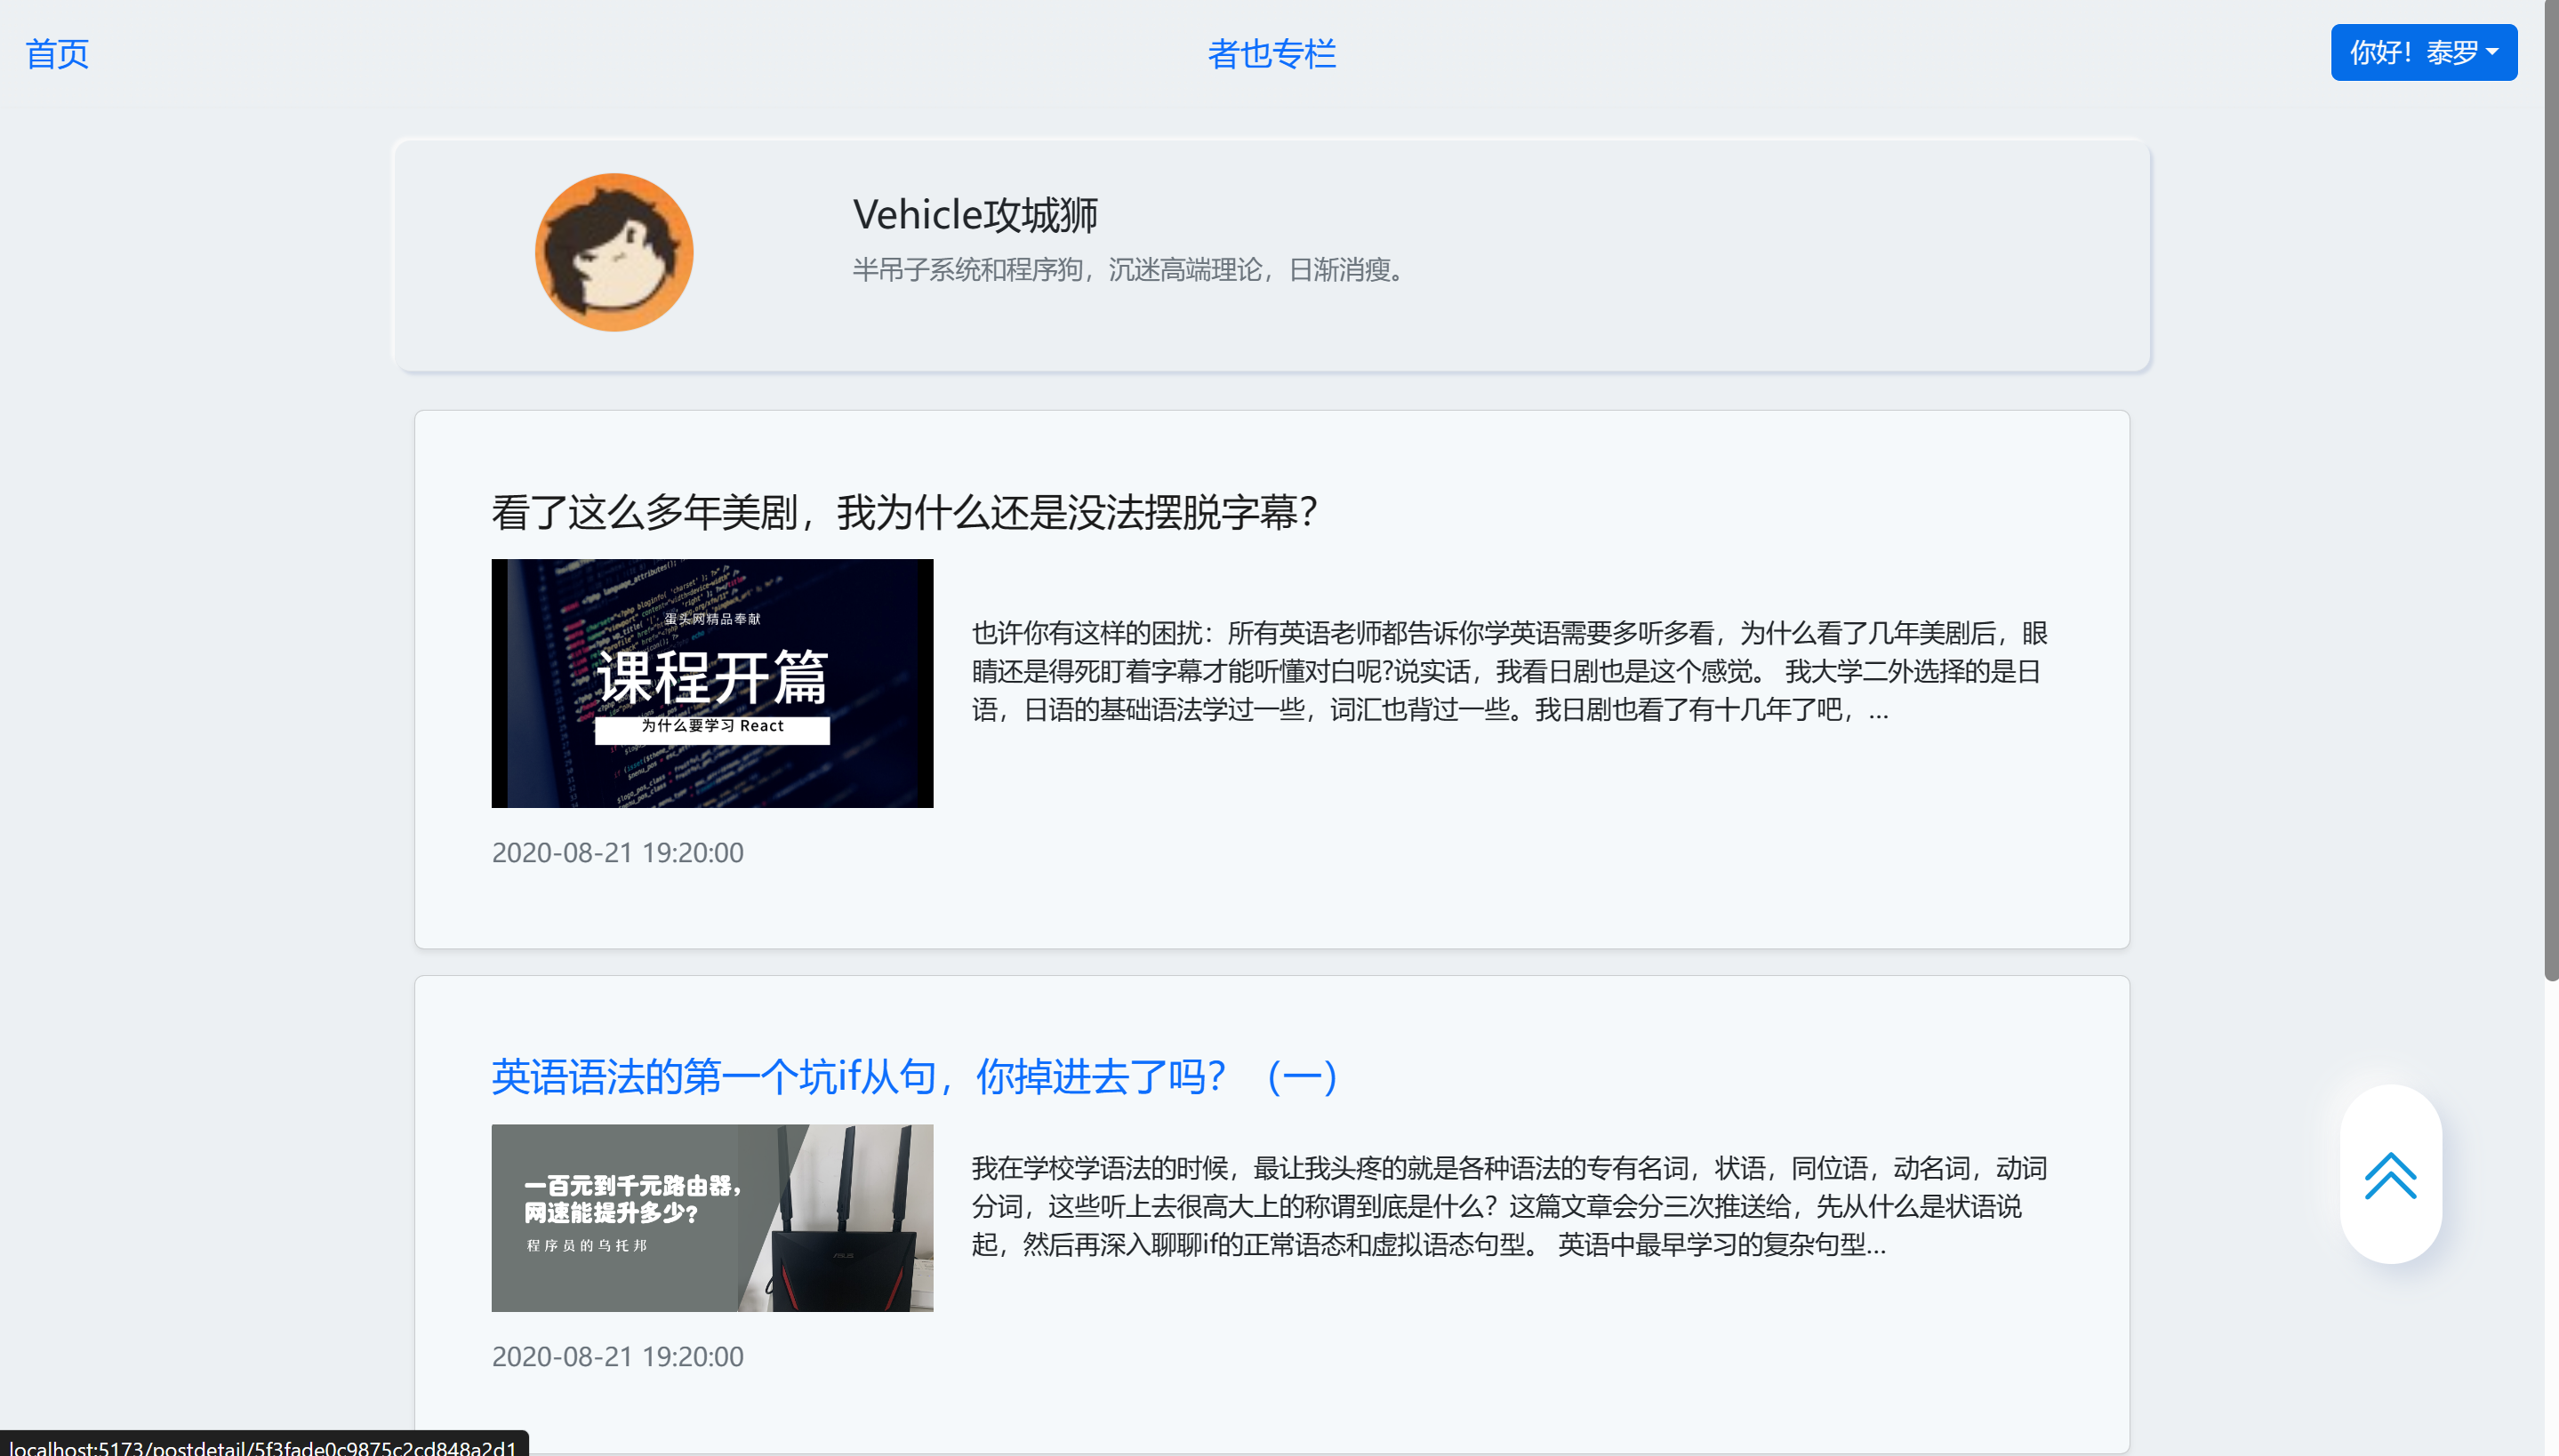 首页
者也专栏
你好！泰罗
Vehicle攻城狮
半吊子系统和程序狗，沉迷高端理论，日渐消瘦。
看了这么多年美剧，我为什么还是没法摆脱字幕？
蛋头网精品奉献
课程开篇
为什么要学习 React
也许你有这样的困扰：所有英语老师都告诉你学英语需要多听多看，为什么看了几年美剧后，眼
睛还是得死盯着字幕才能听懂对白呢?说实话，我看日剧也是这个感觉。 我大学二外选择的是日
语，日语的基础语法学过一些，词汇也背过一些。我日剧也看了有十几年了吧，...
2020-08-21 19:20:00
英语语法的第一个坑if从句，你掉进去了吗？（一）
一百元到千元路由器，
网速能提升多少?
程序员的乌托邦
我在学校学语法的时候，最让我头疼的就是各种语法的专有名词，状语，同位语，动名词，动词
分词，这些听上去很高大上的称谓到底是什么？这篇文章会分三次推送给，先从什么是状语说
起，然后再深入聊聊if的正常语态和虚拟语态句型。 英语中最早学习的复杂句型...
2020-08-21 19:20:00
localhost:5173/postdetail/5f3fade0c9875c2cd848a2d1